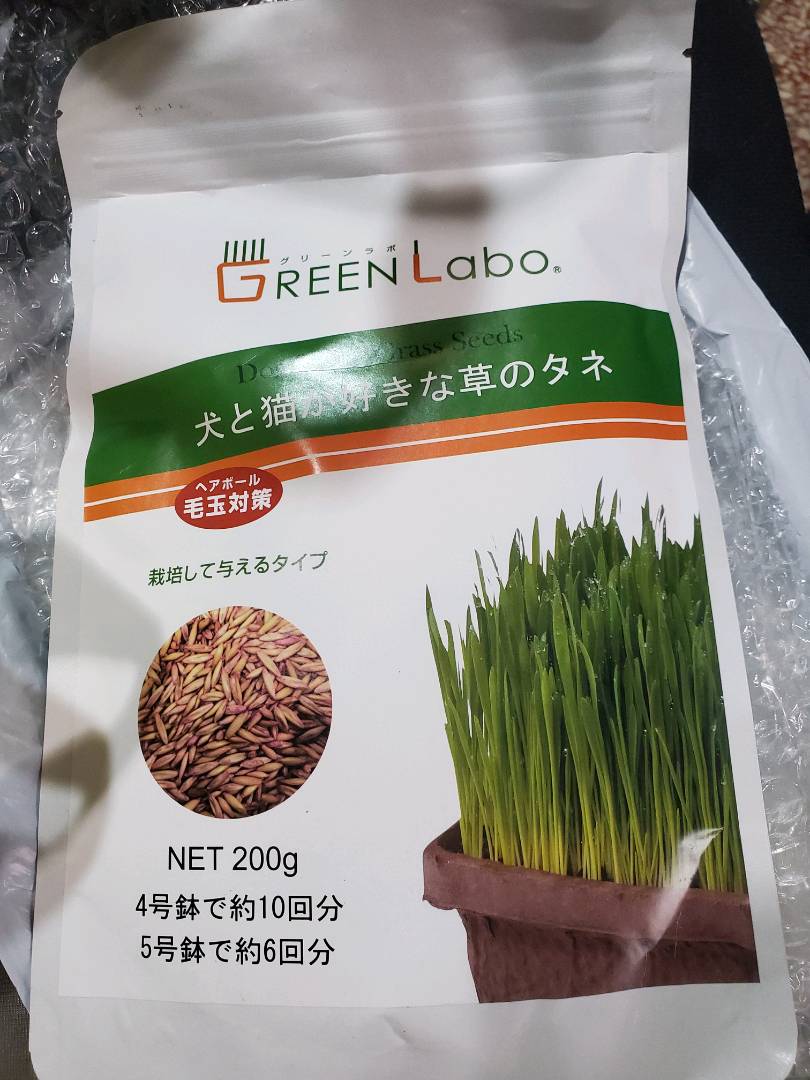 グリーンラボ
GREEN Labo®
Grass Seeds
犬と猫が好きな草のタネ
ヘアボール
毛玉対策
栽培して与えるタイプ
NET 200g
4号鉢で約10回分
5号鉢で約6回分